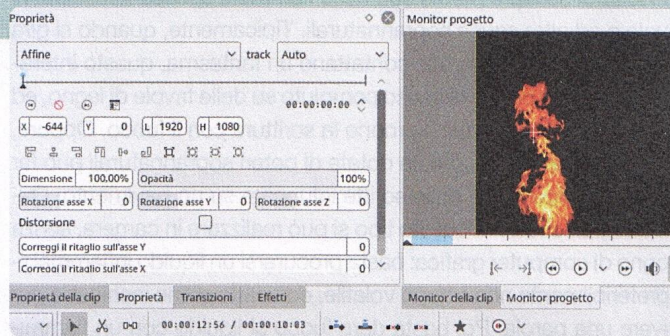 Proprietà
Monitor progetto
Affine track Auto
00:00:00:00
X -644 Y 0 L 1920 H 1080
Dimensione 100,00% Opacità 100%
Rotazione asse X 0 Rotazione asse Y 0 Rotazione asse Z 0
Distorsione
Correggi il ritaglio sull'asse Y 0
Correggi il ritaglio sull'asse X 0
Proprietà della clip Proprietà Transizioni Effetti
Monitor della clip Monitor progetto
00:00:12:56 / 00:00:10:03